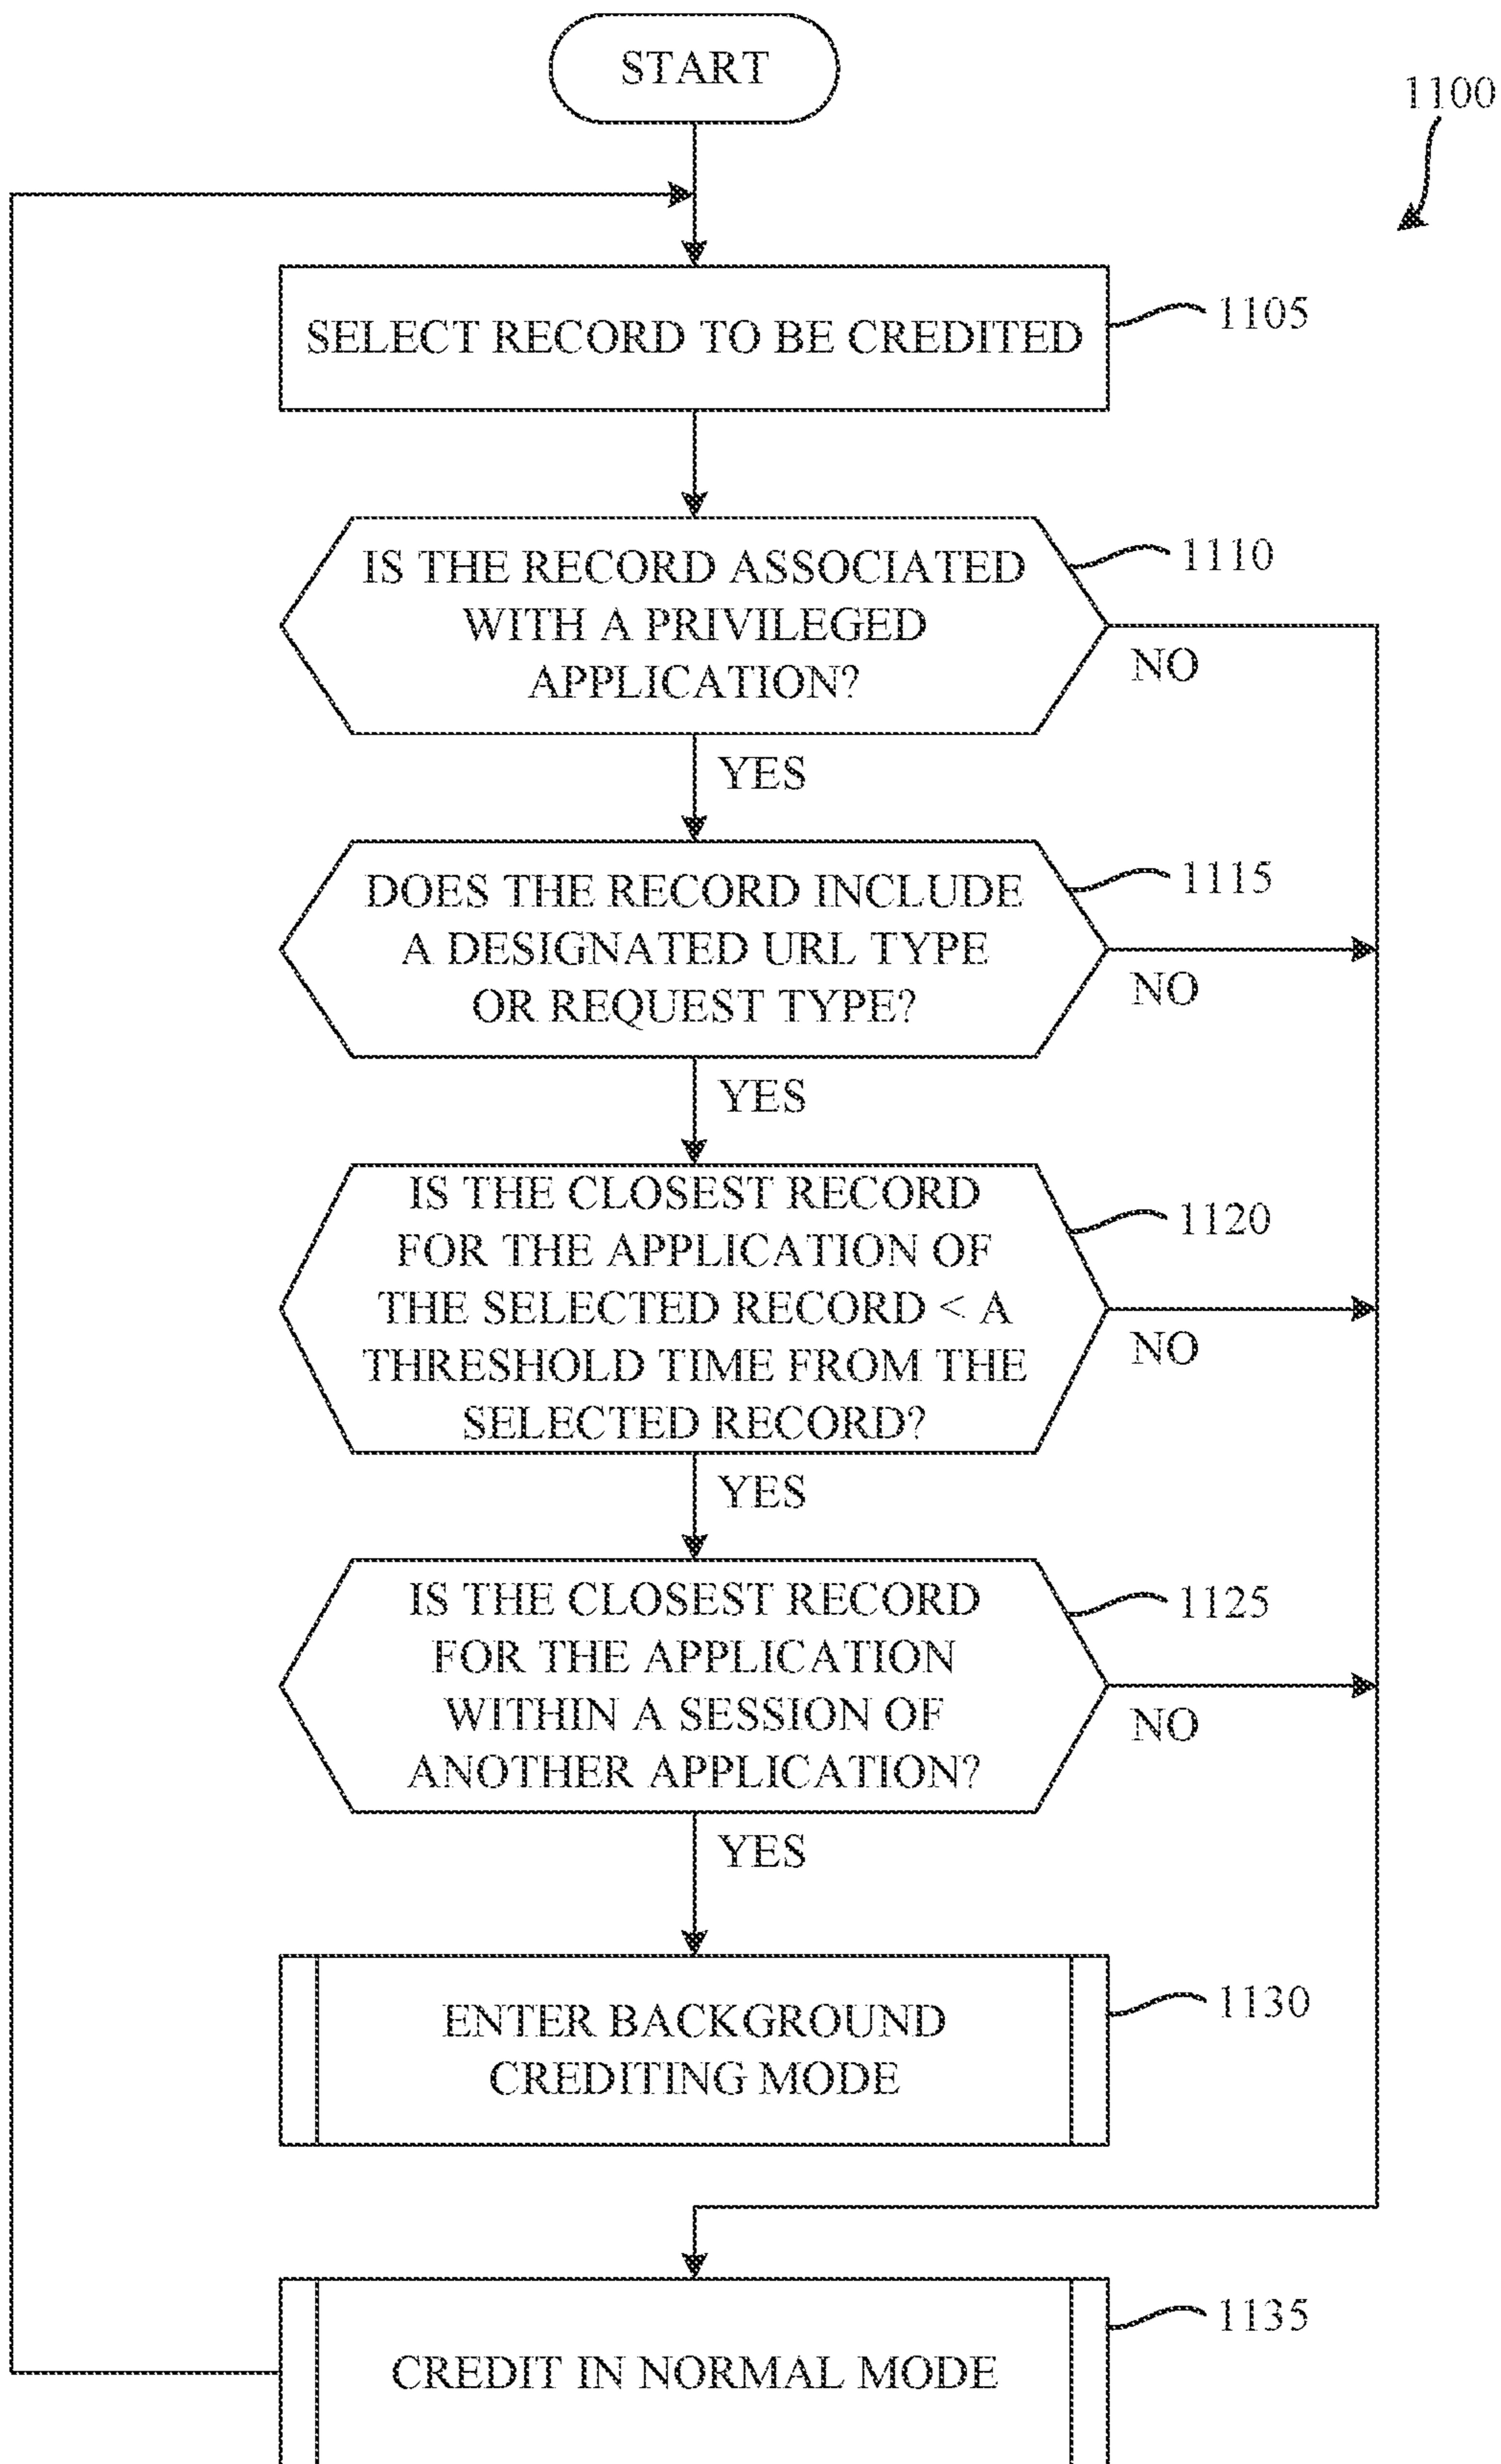 START
1100
SELECT RECORD TO BE CREDITED
1105
IS THE RECORD ASSOCIATED
WITH A PRIVILEGED
APPLICATION?
1110
NO
YES
DOES THE RECORD INCLUDE
A DESIGNATED URL TYPE
OR REQUEST TYPE?
1115
NO
YES
IS THE CLOSEST RECORD
FOR THE APPLICATION OF
THE SELECTED RECORD < A
THRESHOLD TIME FROM THE
SELECTED RECORD?
1120
NO
YES
IS THE CLOSEST RECORD
FOR THE APPLICATION
WITHIN A SESSION OF
ANOTHER APPLICATION?
1125
NO
YES
ENTER BACKGROUND
CREDITING MODE
1130
CREDIT IN NORMAL MODE
1135